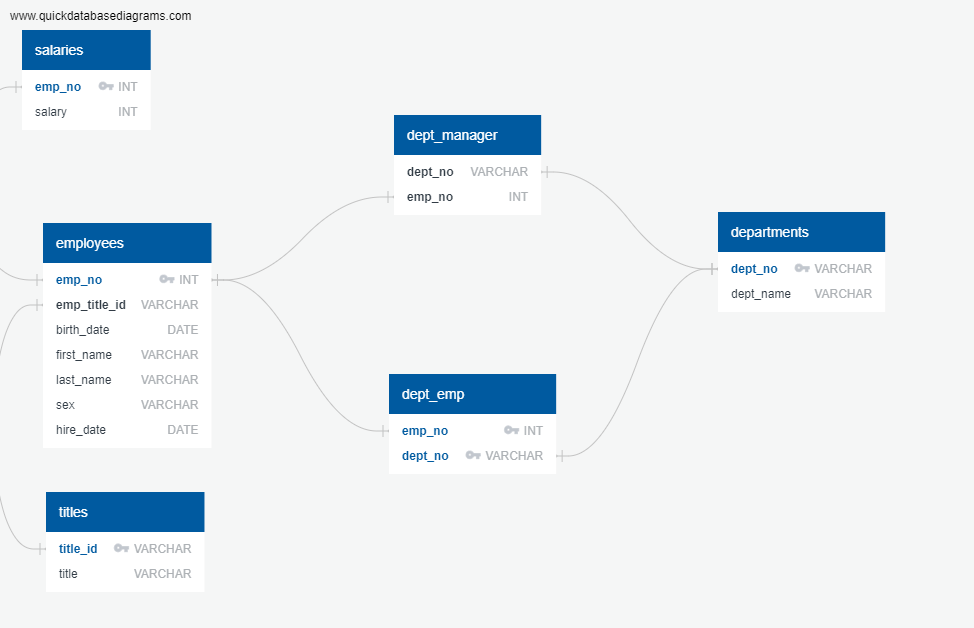 www.quickdatabasediagrams.com
salaries
emp_no INT
salary INT
dept_manager
dept_no VARCHAR
emp_no INT
departments
dept_no VARCHAR
dept_name VARCHAR
employees
emp_no INT
emp_title_id VARCHAR
birth_date DATE
first_name VARCHAR
last_name VARCHAR
sex VARCHAR
hire_date DATE
dept_emp
emp_no INT
dept_no VARCHAR
titles
title_id VARCHAR
title VARCHAR